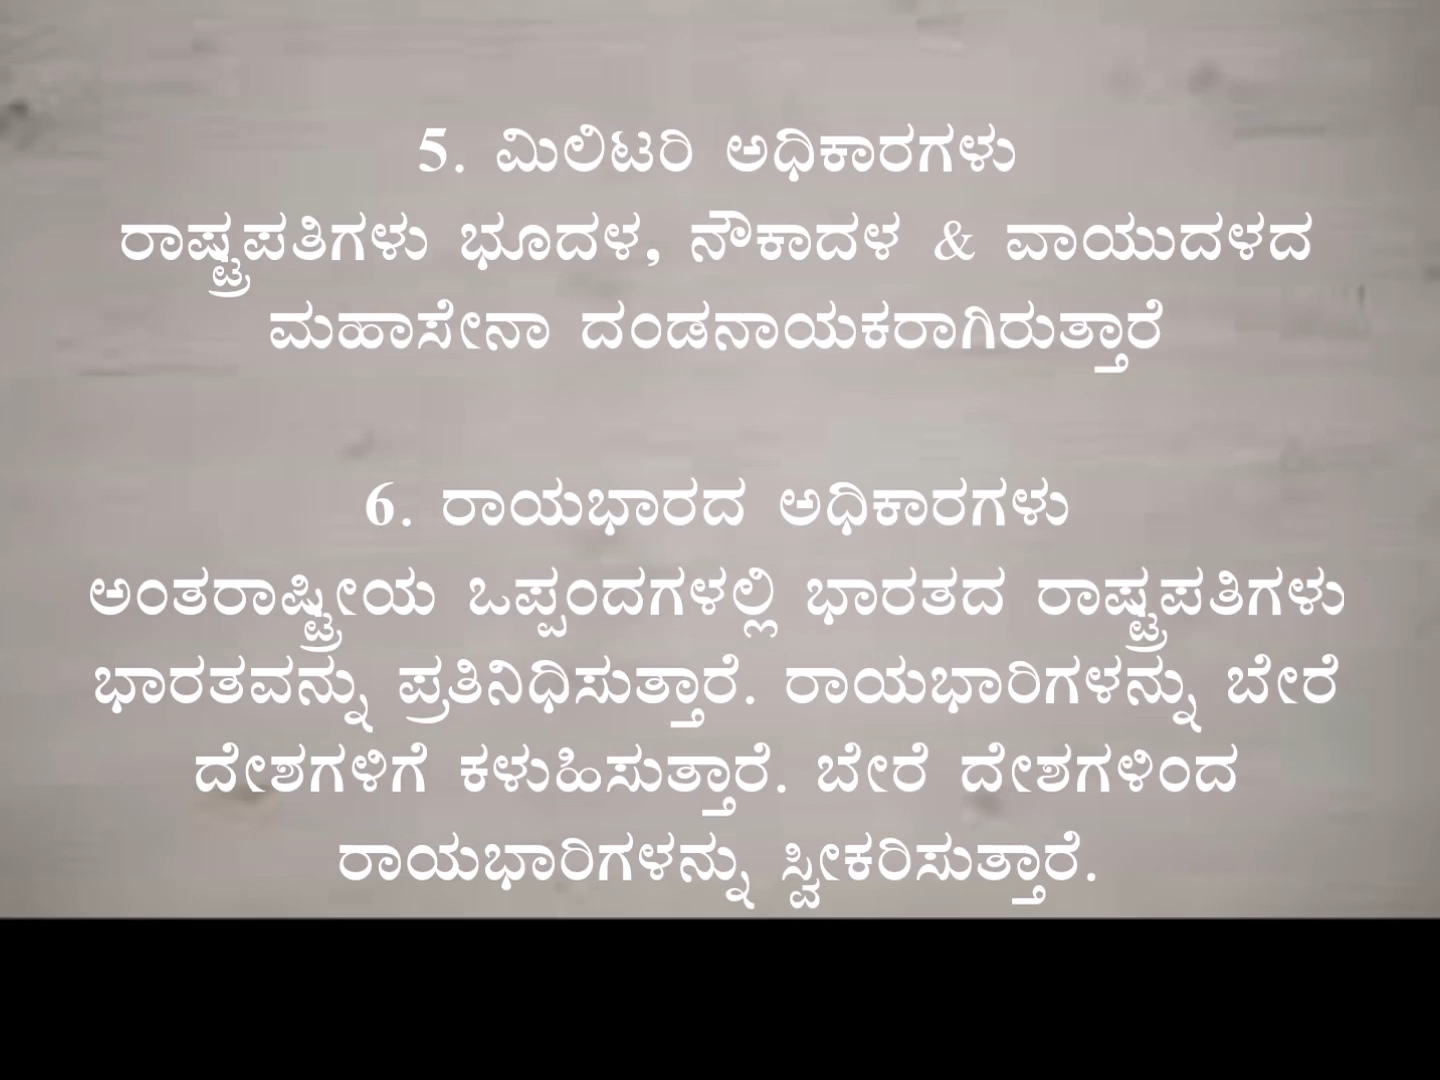 5. ಮಿಲಿಟರಿ ಅಧಿಕಾರಗಳು
ರಾಷ್ಟ್ರಪತಿಗಳು ಭೂದಳ, ನೌಕಾದಳ & ವಾಯುದಳದ
ಮಹಾಸೇನಾ ದಂಡನಾಯಕರಾಗಿರುತ್ತಾರೆ
6. ರಾಯಭಾರದ ಅಧಿಕಾರಗಳು
ಅಂತರಾಷ್ಟ್ರೀಯ ಒಪ್ಪಂದಗಳಲ್ಲಿ ಭಾರತದ ರಾಷ್ಟ್ರಪತಿಗಳು
ಭಾರತವನ್ನು ಪ್ರತಿನಿಧಿಸುತ್ತಾರೆ. ರಾಯಭಾರಿಗಳನ್ನು ಬೇರೆ
ದೇಶಗಳಿಗೆ ಕಳುಹಿಸುತ್ತಾರೆ. ಬೇರೆ ದೇಶಗಳಿಂದ
ರಾಯಭಾರಿಗಳನ್ನು ಸ್ವೀಕರಿಸುತ್ತಾರೆ.